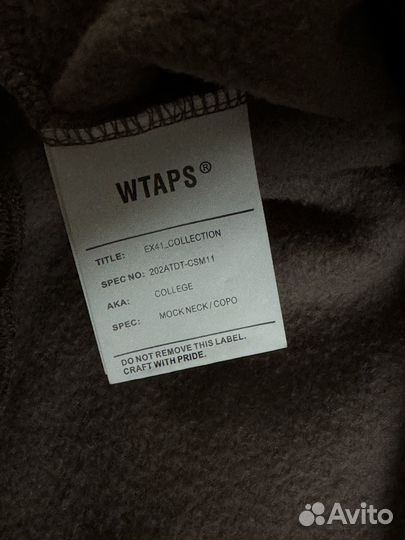 WTAPS®
TITLE: EX41_COLLECTION
SPEC NO: 202ATDT-CSM11
AKA: COLLEGE
SPEC: MOCK NECK / COPO
DO NOT REMOVE THIS LABEL.
CRAFT WITH PRIDE.
Avito